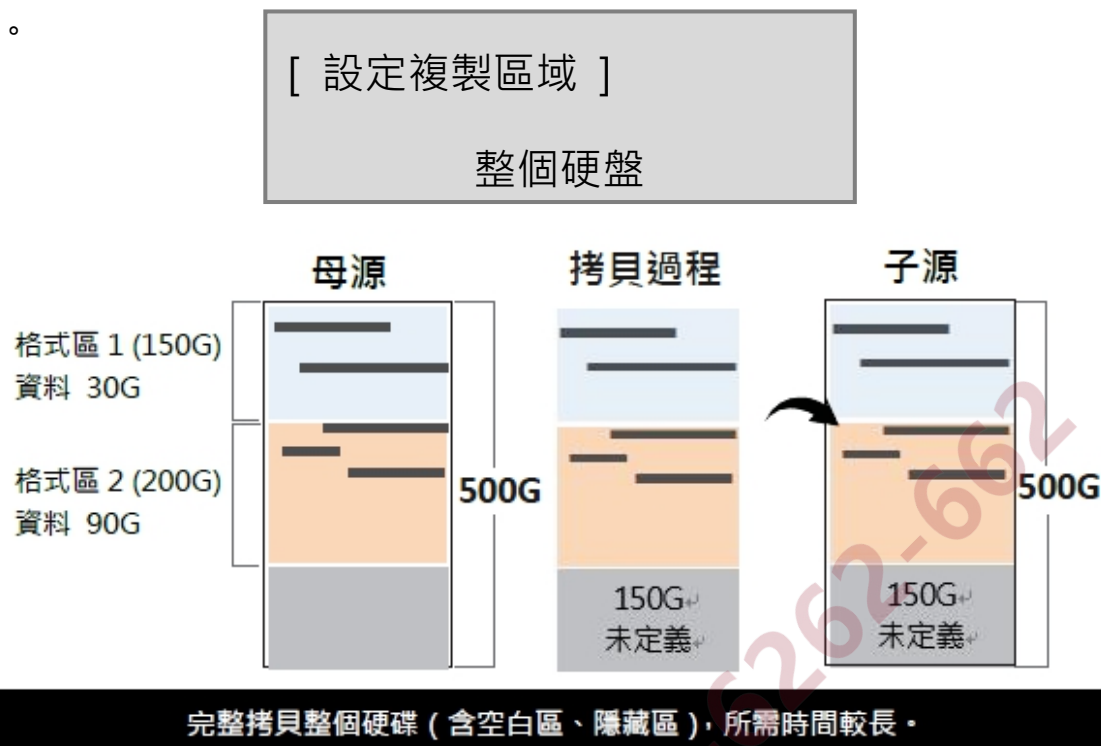 。
[ 設定複製區域 ]
整個硬盤
母源
拷貝過程
子源
格式區 1 (150G)
資料 30G
格式區 2 (200G)
資料 90G
500G
150G↵
未定義↵
150G↵
未定義↵
500G
完整拷貝整個硬碟 ( 含空白區、隱藏區 )，所需時間較長。
6262-662